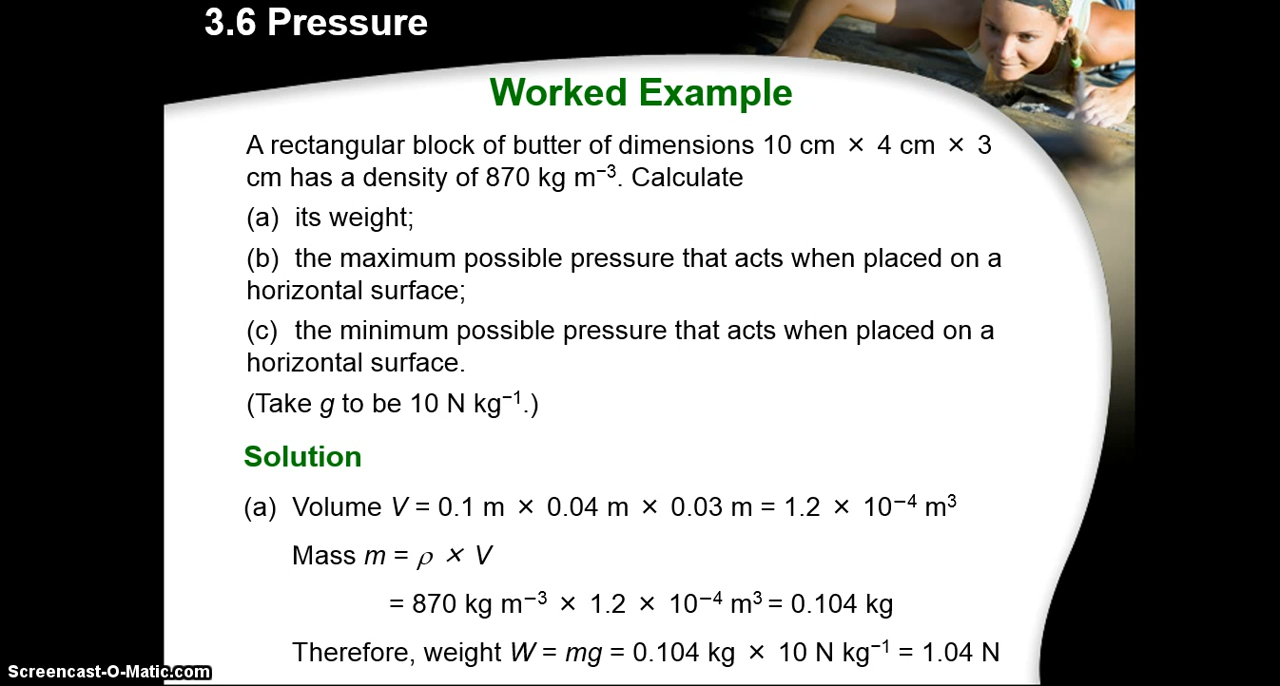 3.6 Pressure
Worked Example
A rectangular block of butter of dimensions 10 cm × 4 cm × 3
cm has a density of 870 kg m⁻³. Calculate
(a) its weight;
(b) the maximum possible pressure that acts when placed on a
horizontal surface;
(c) the minimum possible pressure that acts when placed on a
horizontal surface.
(Take g to be 10 N kg⁻¹.)
Solution
(a) Volume V = 0.1 m × 0.04 m × 0.03 m = 1.2 × 10⁻⁴ m³
Mass m = ρ × V
= 870 kg m⁻³ × 1.2 × 10⁻⁴ m³ = 0.104 kg
Therefore, weight W = mg = 0.104 kg × 10 N kg⁻¹ = 1.04 N
Screencast-O-Matic.com